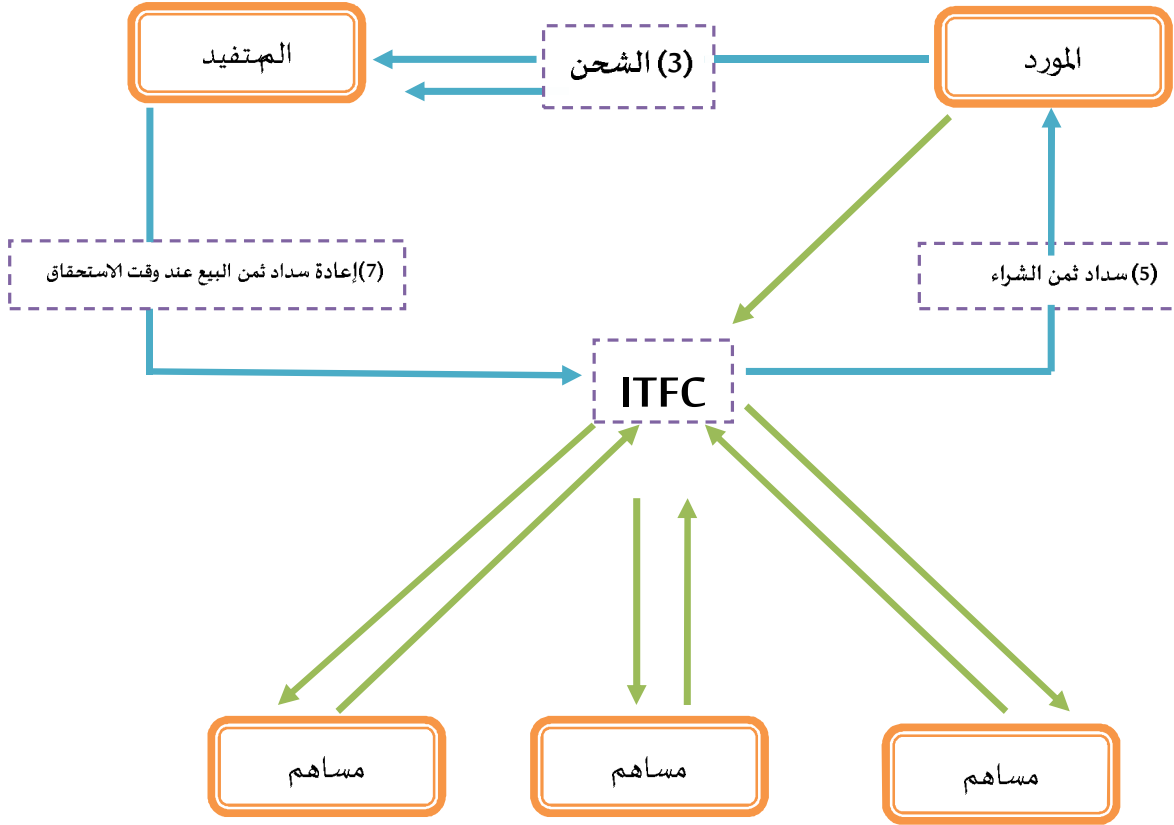 المورد
(3) الشحن
المستفيد
(7)إعادة سداد ثمن البيع عند وقت الاستحقاق
(5) سداد ثمن الشراء
ITFC
مساهم
مساهم
مساهم